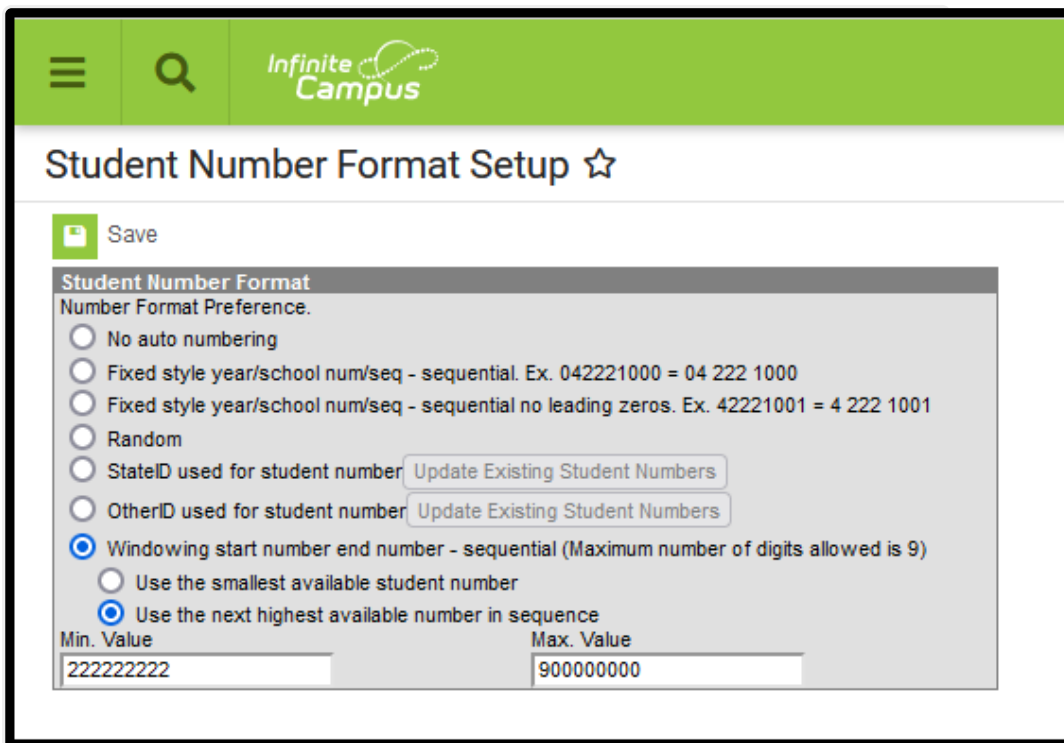 Infinite
Campus
Student Number Format Setup
Save
Student Number Format
Number Format Preference.
No auto numbering
Fixed style year/school num/seq - sequential. Ex. 042221000 = 04 222 1000
Fixed style year/school num/seq - sequential no leading zeros. Ex. 42221001 = 4 222 1001
Random
StateID used for student number Update Existing Student Numbers
OtherID used for student number Update Existing Student Numbers
Windowing start number end number - sequential (Maximum number of digits allowed is 9)
Use the smallest available student number
Use the next highest available number in sequence
Min. Value Max. Value
222222222 900000000